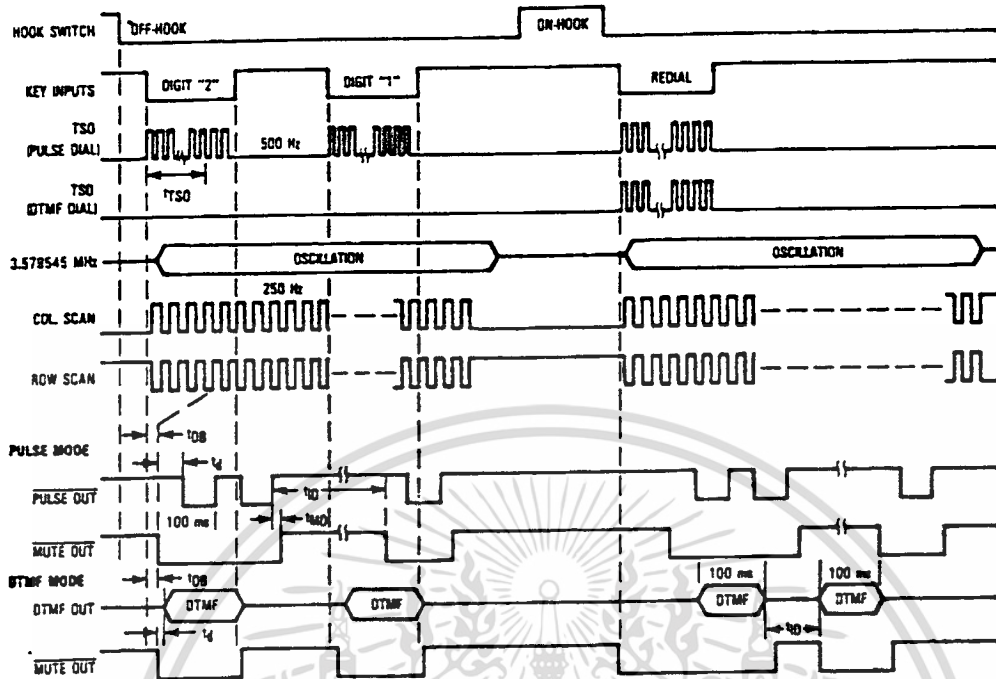 HOOK SWITCH
OFF-HOOK
ON-HOOK
KEY INPUTS
DIGIT "2"
DIGIT "1"
REDIAL
TSO
(PULSE DIAL)
500 Hz
tTSO
TSO
(DTMF DIAL)
3.578545 MHz
OSCILLATION
OSCILLATION
250 Hz
COL. SCAN
ROW SCAN
tDB
PULSE MODE
td
PULSE OUT
tID
100 ms
tMO
MUTE OUT
DTMF MODE
tDB
100 ms
100 ms
DTMF OUT
DTMF
DTMF
DTMF
DTMF
td
tID
MUTE OUT